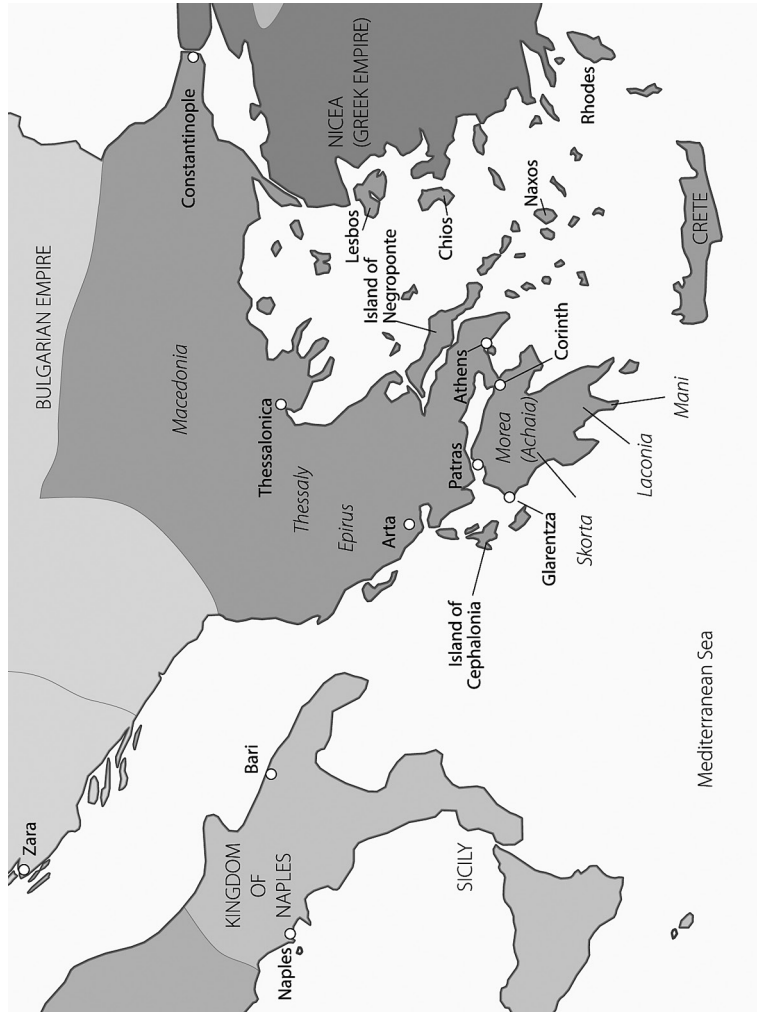 Zara
BULGARIAN EMPIRE
Constantinople
NICEA
(GREEK EMPIRE)
Macedonia
Bari
KINGDOM
OF
NAPLES
Naples
Thessalonica
Thessaly
Epirus
Arta
Lesbos
Island of
Negroponte
Chios
Naxos
Rhodes
CRETE
Athens
Corinth
Patras
Morea
(Achaia)
Glarentza
Skorta
Laconia
Mani
Island of
Cephalonia
SICILY
Mediterranean Sea